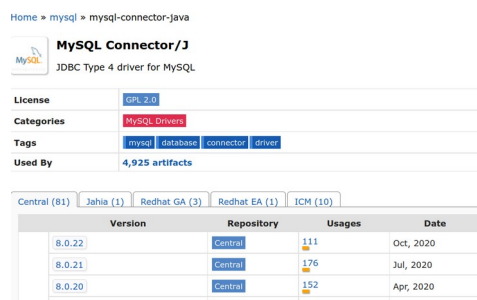 Home » mysql » mysql-connector-java
MySQL Connector/J
MySQL
JDBC Type 4 driver for MySQL
License GPL 2.0
Categories MySQL Drivers
Tags mysql database connector driver
Used By 4,925 artifacts
Central (81) Jahia (1) Redhat GA (3) Redhat EA (1) ICM (10)
Version Repository Usages Date
8.0.22 Central 111 Oct, 2020
8.0.21 Central 176 Jul, 2020
8.0.20 Central 152 Apr, 2020